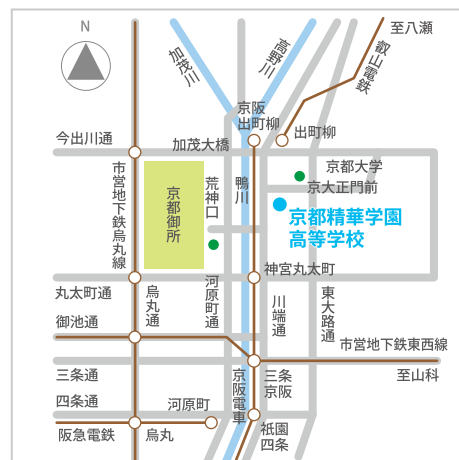 N
至八瀬
叡山電鉄
加茂川
高野川
京阪
出町柳
出町柳
今出川通
加茂大橋
京都大学
市営地下鉄烏丸線
京都御所
荒神口
鴨川
京大正門前
京都精華学園
高等学校
神宮丸太町
丸太町通
烏丸通
河原町通
川端通
東大路通
御池通
市営地下鉄東西線
三条通
京阪電車
三条
京阪
至山科
四条通
河原町
阪急電鉄
烏丸
祇園
四条